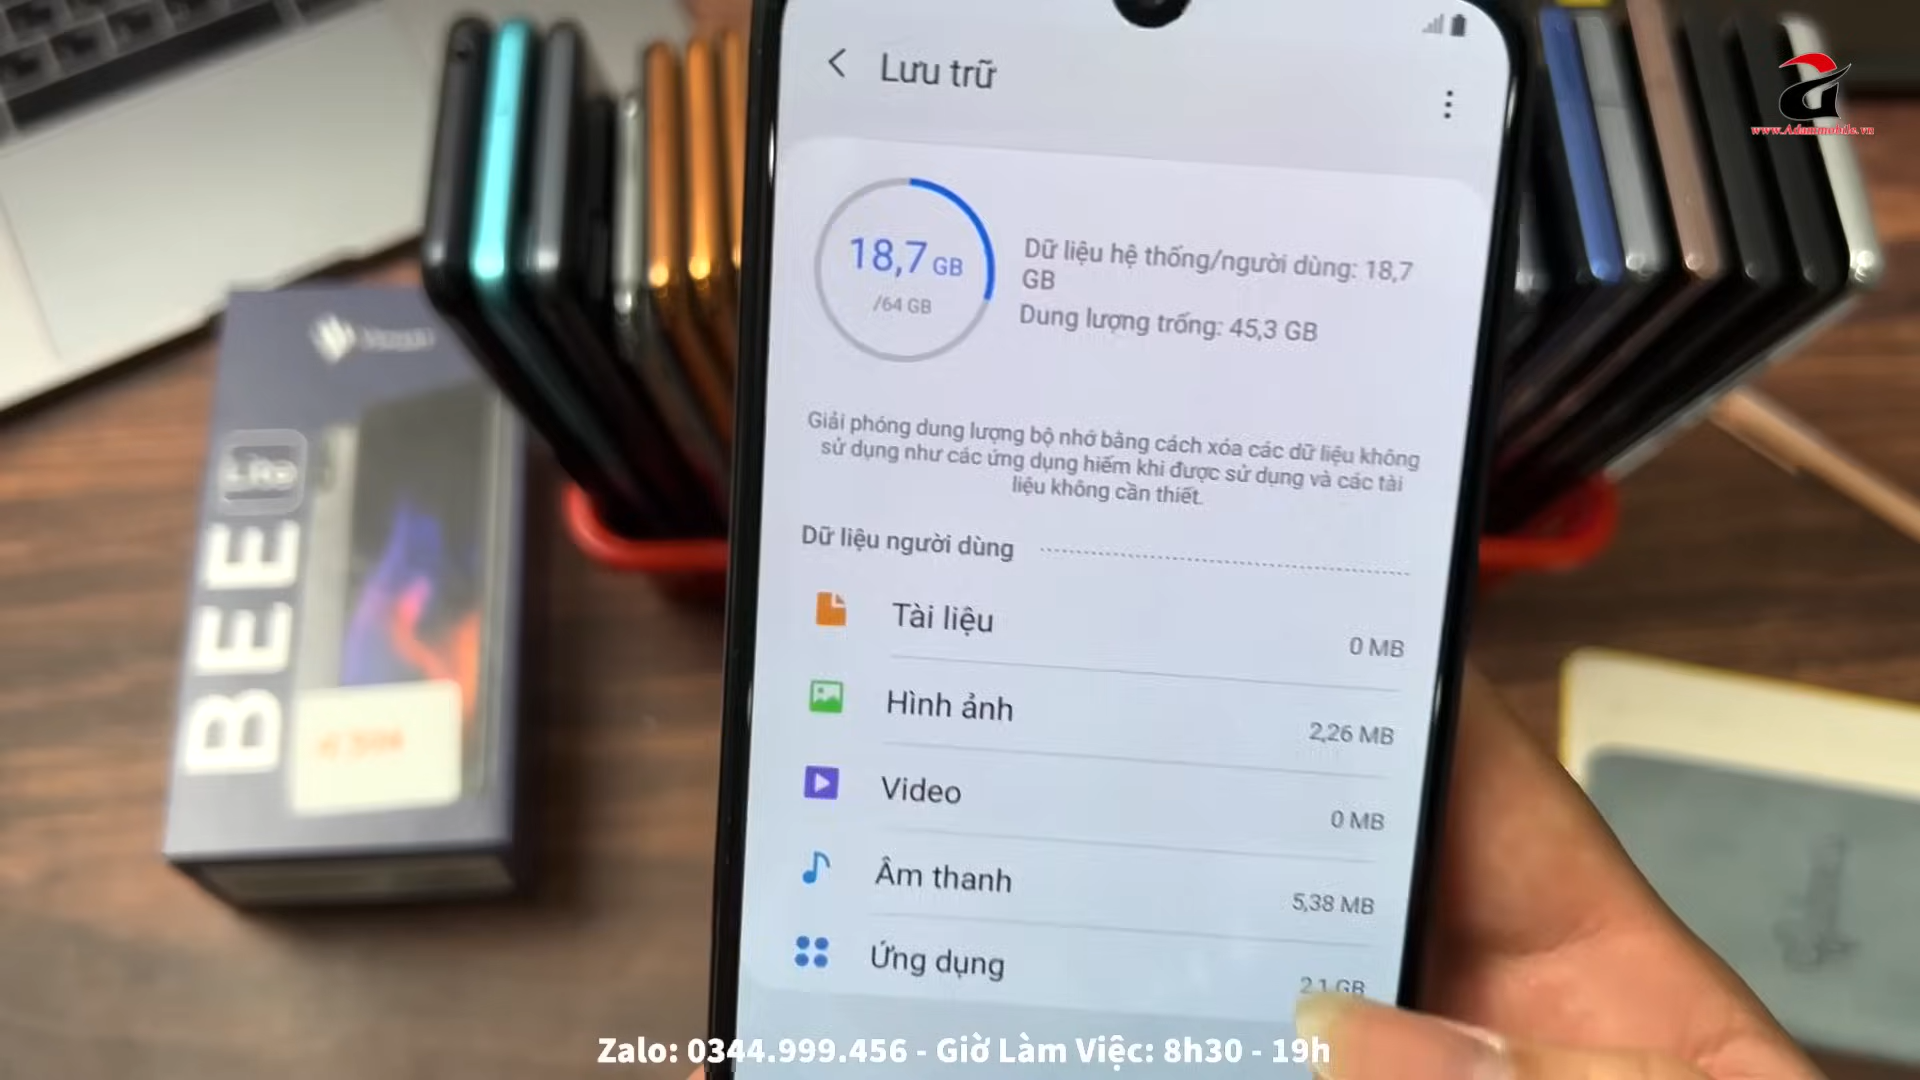 Lưu trữ
www.Adammobile.vn
18,7 GB
/64 GB
Dữ liệu hệ thống/người dùng: 18,7
GB
Dung lượng trống: 45,3 GB
Giải phóng dung lượng bộ nhớ bằng cách xóa các dữ liệu không
sử dụng như các ứng dụng hiếm khi được sử dụng và các tài
liệu không cần thiết.
Dữ liệu người dùng
Tài liệu
0 MB
Hình ảnh
2,26 MB
Video
0 MB
Âm thanh
5,38 MB
Ứng dụng
2,1 GB
BEE
Lite
Zalo: 0344.999.456 - Giờ Làm Việc: 8h30 - 19h